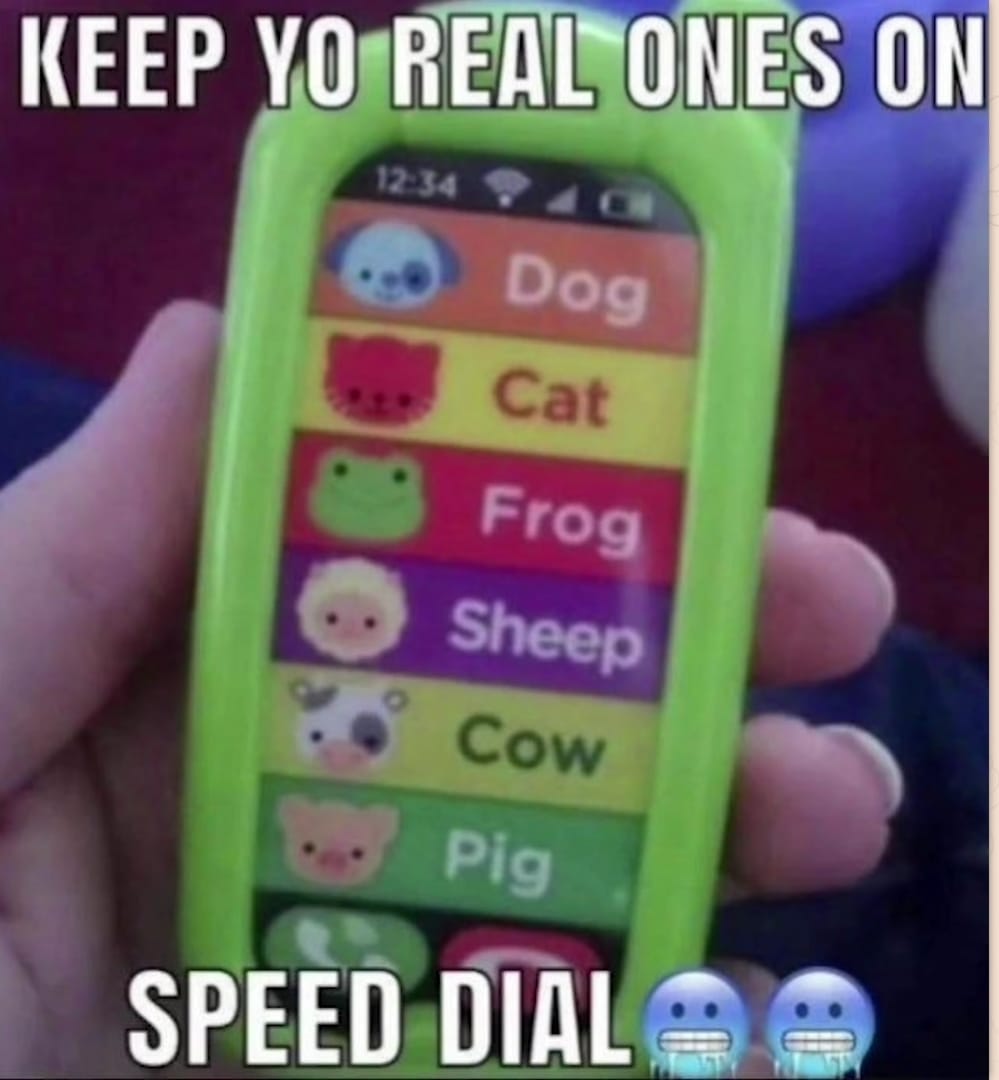 KEEP YO REAL ONES ON
12:34
Dog
Cat
Frog
Sheep
Cow
Pig
SPEED DIAL🥶🥶